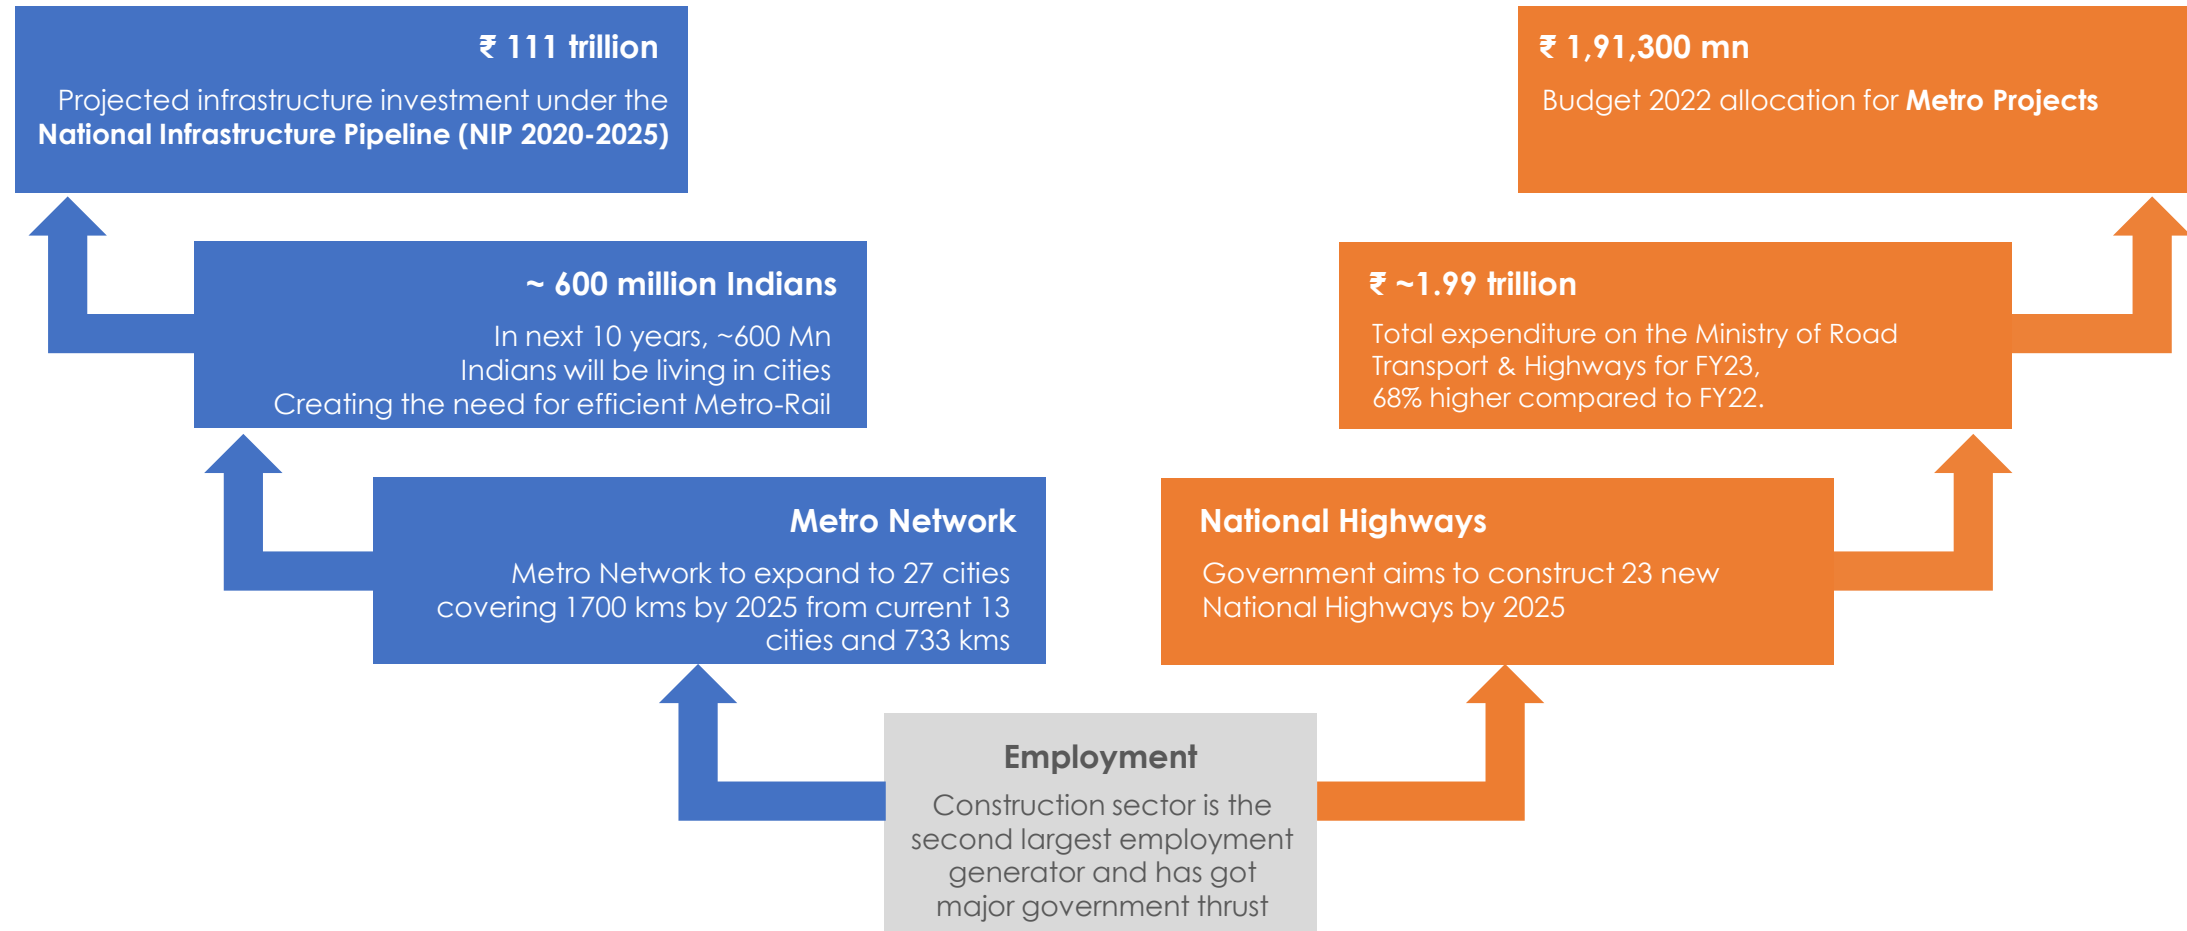 ₹ 111 trillion
Projected infrastructure investment under the
National Infrastructure Pipeline (NIP 2020-2025)
~ 600 million Indians
In next 10 years, ~600 Mn
Indians will be living in cities
Creating the need for efficient Metro-Rail
Metro Network
Metro Network to expand to 27 cities
covering 1700 kms by 2025 from current 13
cities and 733 kms
₹ 1,91,300 mn
Budget 2022 allocation for Metro Projects
₹ ~1.99 trillion
Total expenditure on the Ministry of Road
Transport & Highways for FY23,
68% higher compared to FY22.
National Highways
Government aims to construct 23 new
National Highways by 2025
Employment
Construction sector is the
second largest employment
generator and has got
major government thrust